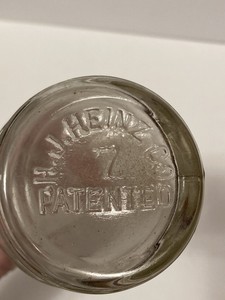 H.J. HEINZ Co
7
PATENTED